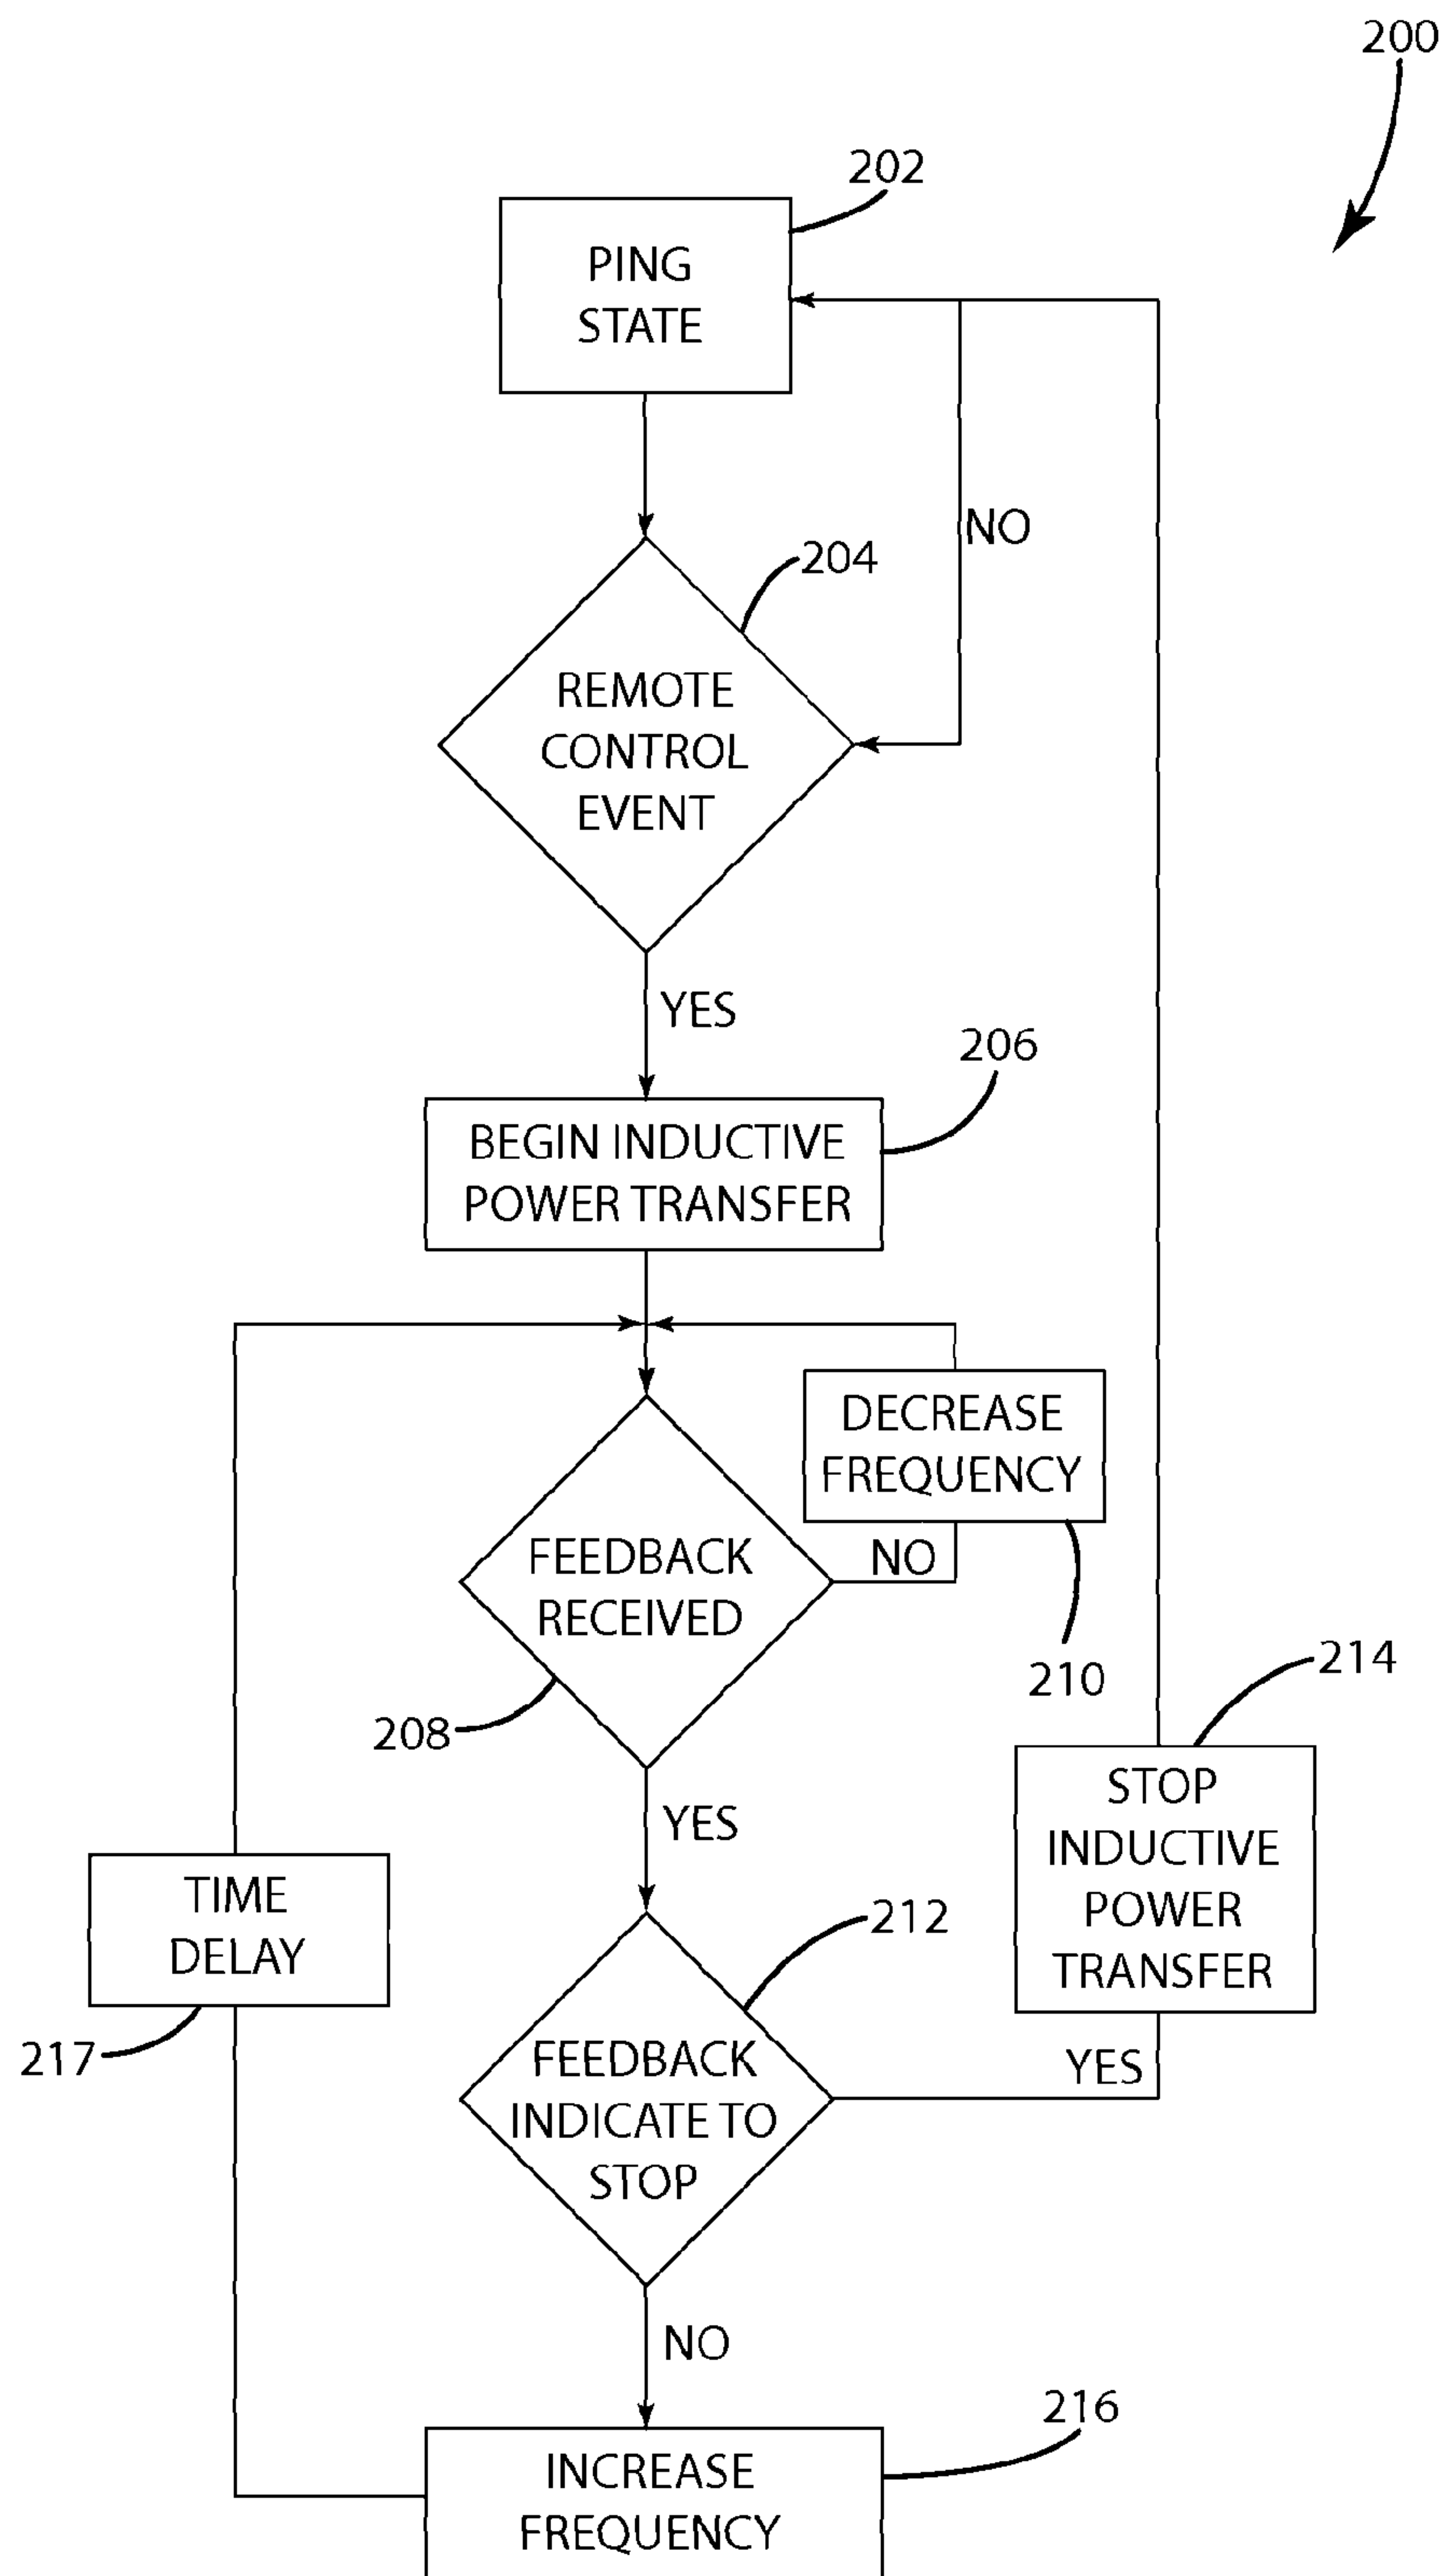 200
202
PING
STATE
NO
204
REMOTE
CONTROL
EVENT
YES
206
BEGIN INDUCTIVE
POWER TRANSFER
DECREASE
FREQUENCY
NO
FEEDBACK
RECEIVED
210
214
208
STOP
INDUCTIVE
POWER
TRANSFER
YES
TIME
DELAY
212
217
YES
FEEDBACK
INDICATE TO
STOP
NO
216
INCREASE
FREQUENCY